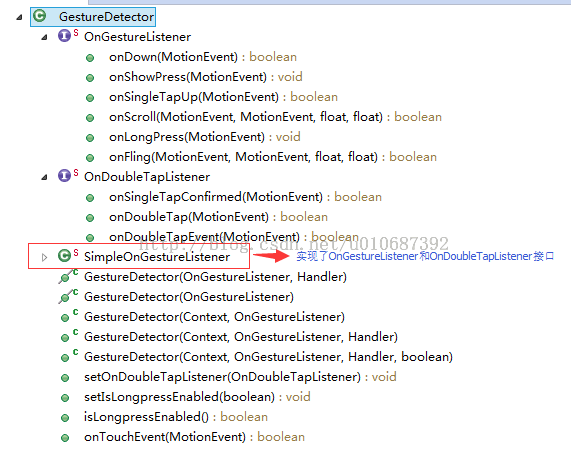 GestureDetector
OnGestureListener
onDown(MotionEvent) : boolean
onShowPress(MotionEvent) : void
onSingleTapUp(MotionEvent) : boolean
onScroll(MotionEvent, MotionEvent, float, float) : boolean
onLongPress(MotionEvent) : void
onFling(MotionEvent, MotionEvent, float, float) : boolean
OnDoubleTapListener
onSingleTapConfirmed(MotionEvent) : boolean
onDoubleTap(MotionEvent) : boolean
onDoubleTapEvent(MotionEvent) : boolean
http://blog.csdn.net/u010687392
SimpleOnGestureListener 实现了OnGestureListener和OnDoubleTapListener接口
GestureDetector(OnGestureListener, Handler)
GestureDetector(OnGestureListener)
GestureDetector(Context, OnGestureListener)
GestureDetector(Context, OnGestureListener, Handler)
GestureDetector(Context, OnGestureListener, Handler, boolean)
setOnDoubleTapListener(OnDoubleTapListener) : void
setIsLongpressEnabled(boolean) : void
isLongpressEnabled() : boolean
onTouchEvent(MotionEvent) : boolean